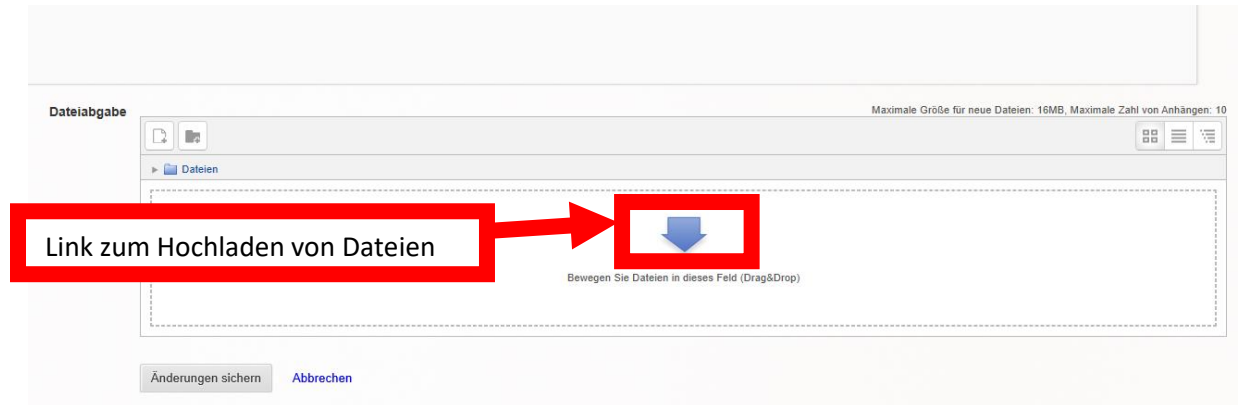 Dateiabgabe
Maximale Größe für neue Dateien: 16MB, Maximale Zahl von Anhängen: 10
Dateien
Link zum Hochladen von Dateien
Bewegen Sie Dateien in dieses Feld (Drag&Drop)
Änderungen sichern Abbrechen